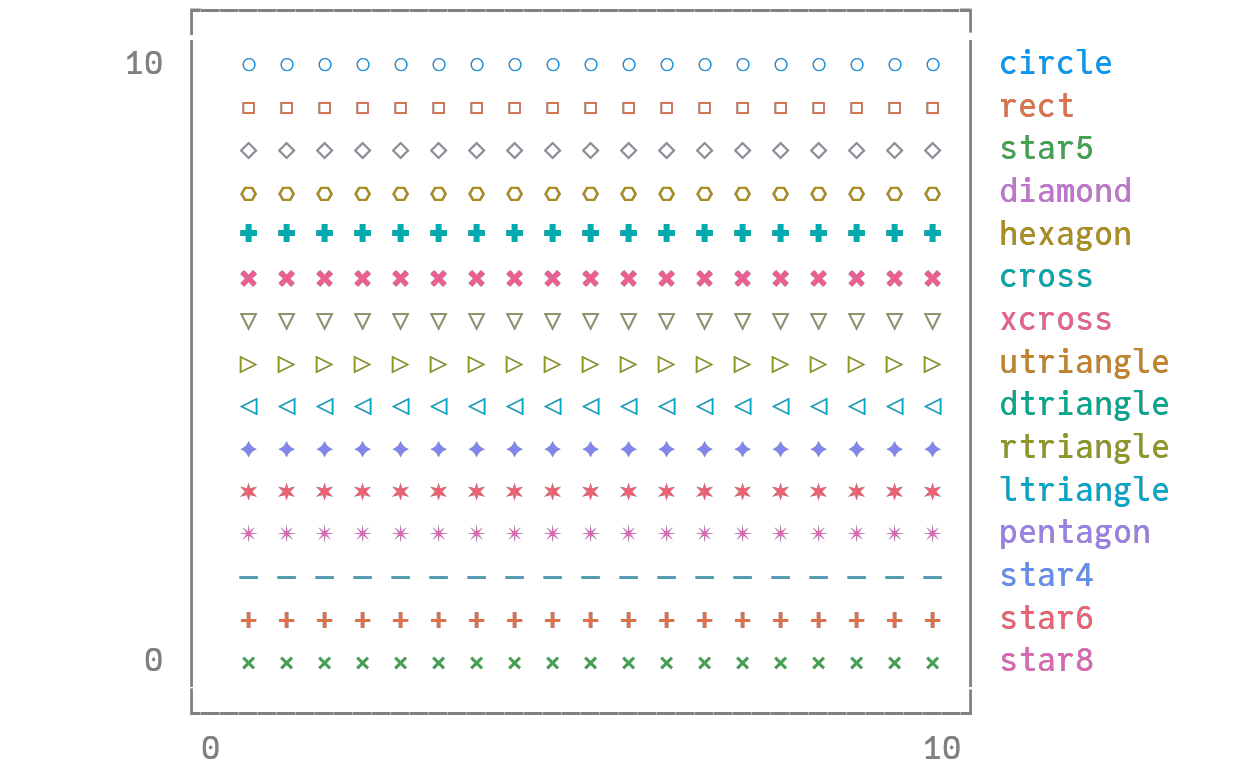 10 circle
rect
star5
diamond
hexagon
cross
xcross
utriangle
dtriangle
rtriangle
ltriangle
pentagon
star4
star6
0 star8
0 10